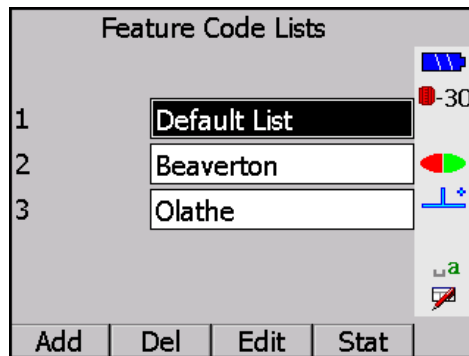 Feature Code Lists
-30
1 Default List
2 Beaverton
3 Olathe
a
Add Del Edit Stat